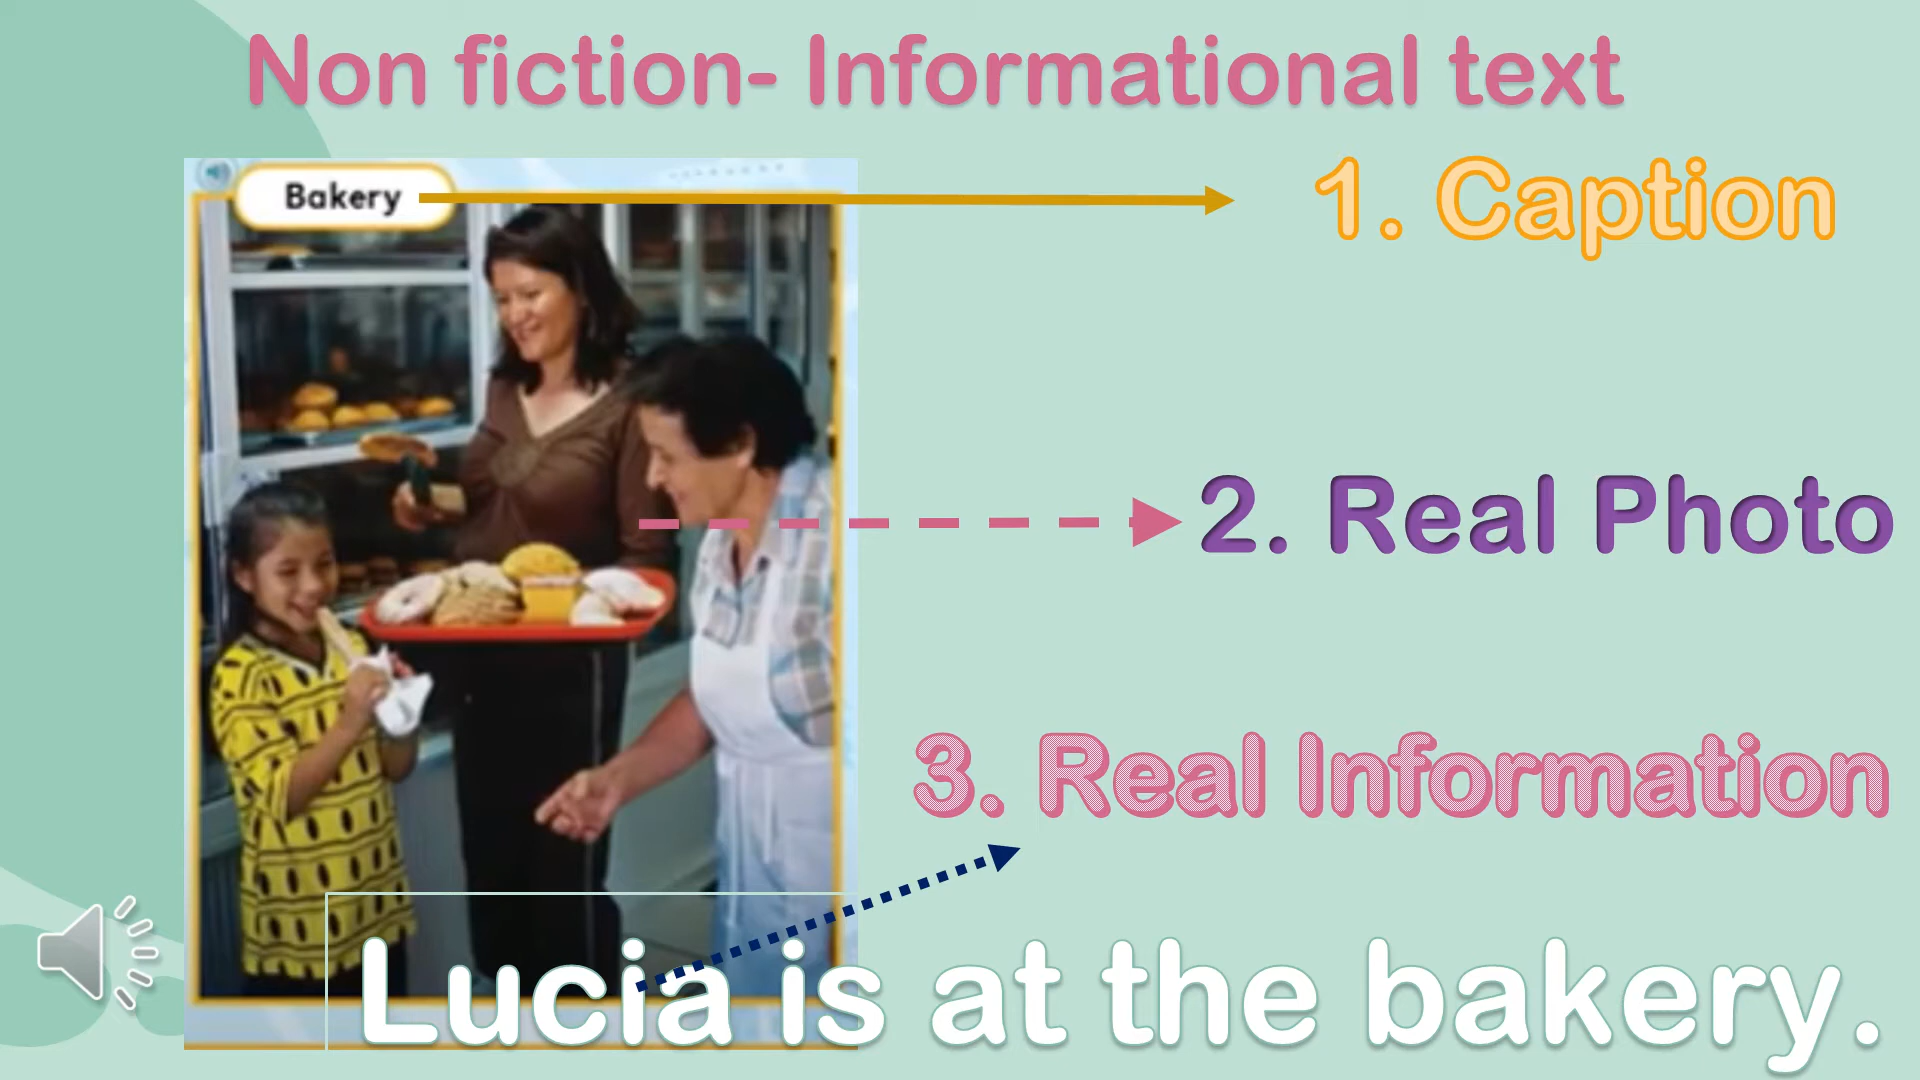 Non fiction- Informational text
Bakery
1. Caption
2. Real Photo
3. Real Information
Lucia is at the bakery.